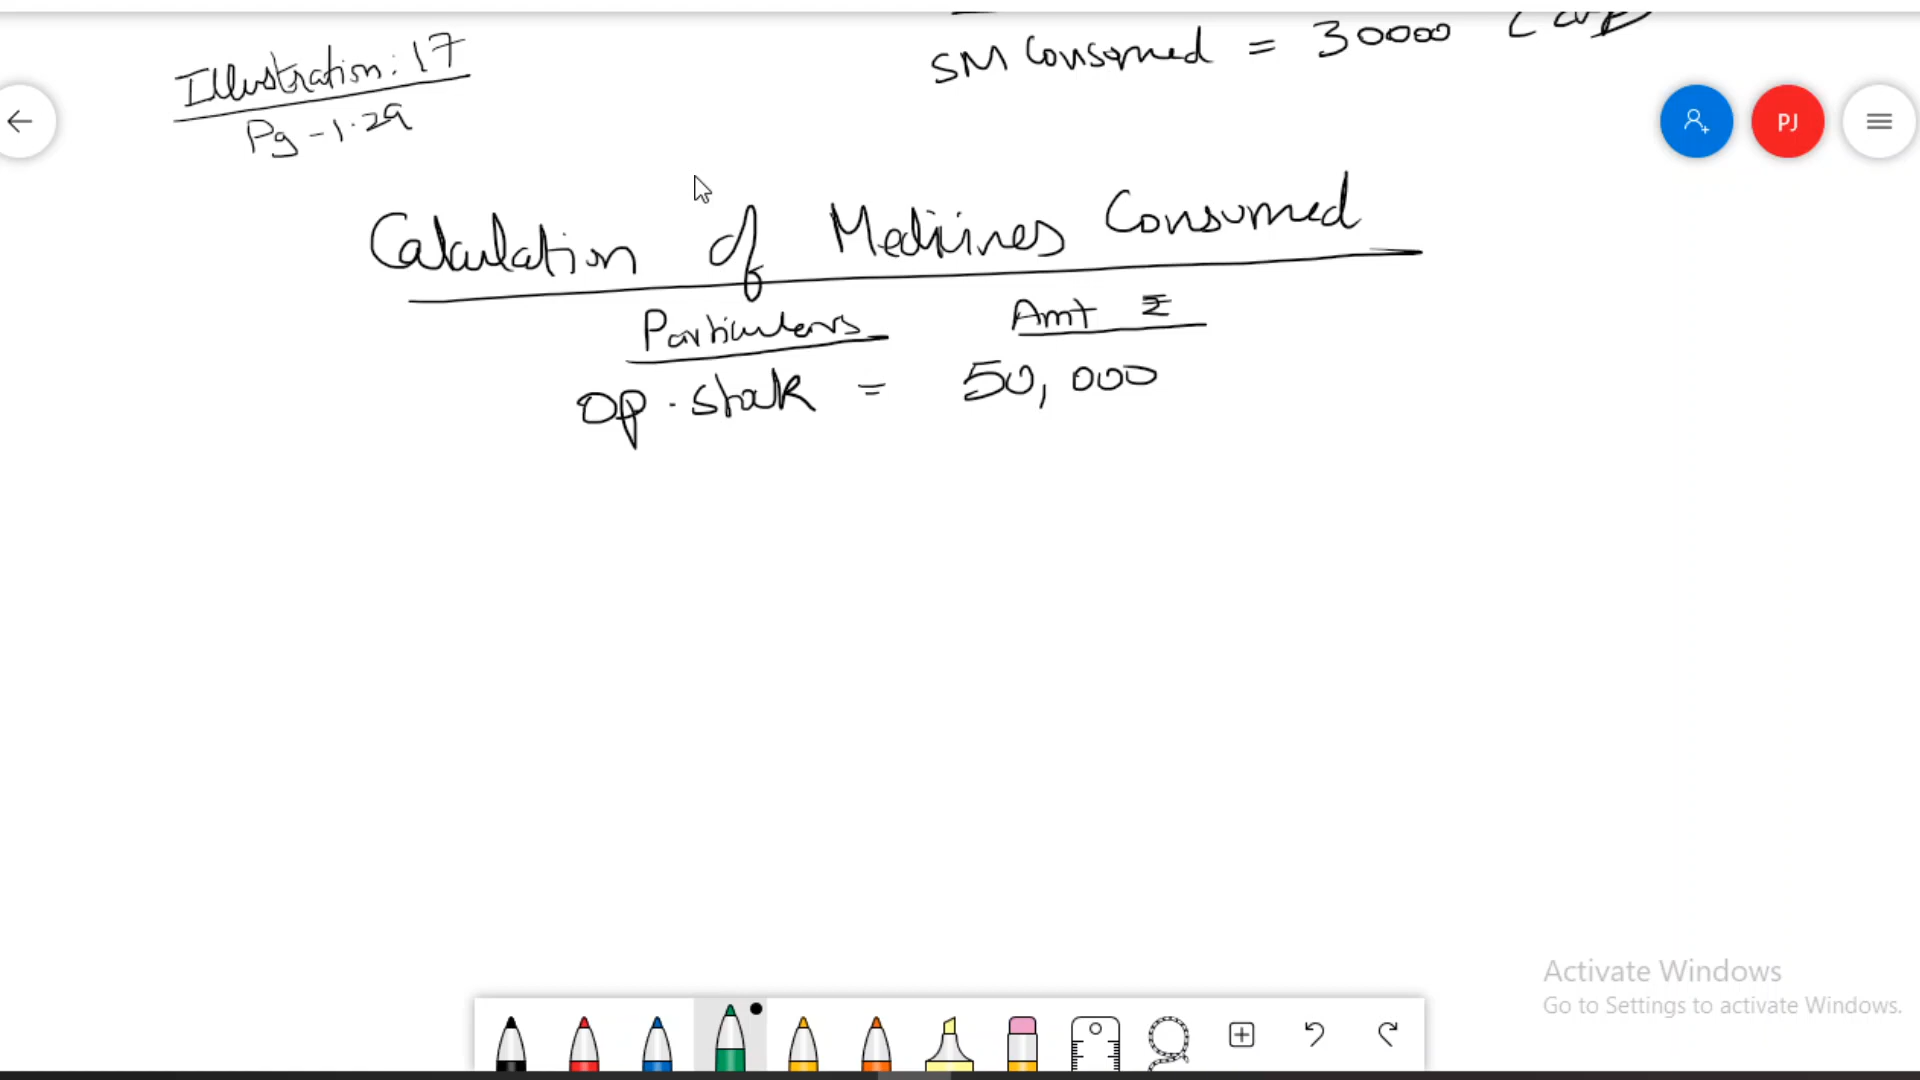 SM Consumed = 30000
Illustration: 17
Pg - 1.29
PJ
Calculation of Medicines Consumed
Particulars Amt ₹
Op. Stock = 50,000
Activate Windows
Go to Settings to activate Windows.